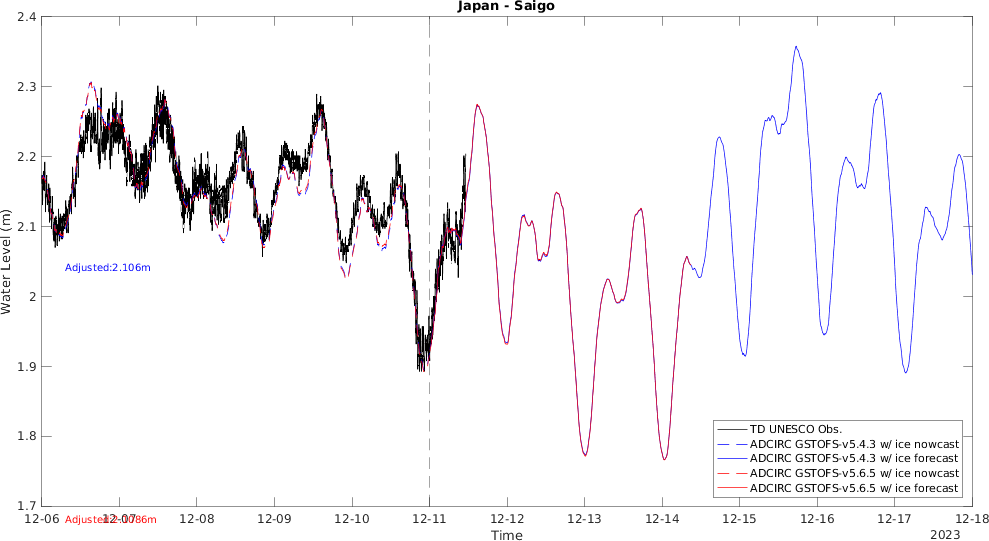 Japan - Saigo
2.4
2.3
2.2
2.1
2
1.9
1.8
1.7
Water Level (m)
Adjusted:2.106m
TD UNESCO Obs.
ADCIRC GSTOFS-v5.4.3 w/ ice nowcast
ADCIRC GSTOFS-v5.4.3 w/ ice forecast
ADCIRC GSTOFS-v5.6.5 w/ ice nowcast
ADCIRC GSTOFS-v5.6.5 w/ ice forecast
12-06 12-07 12-08 12-09 12-10 12-11 12-12 12-13 12-14 12-15 12-16 12-17 12-18
Time
2023